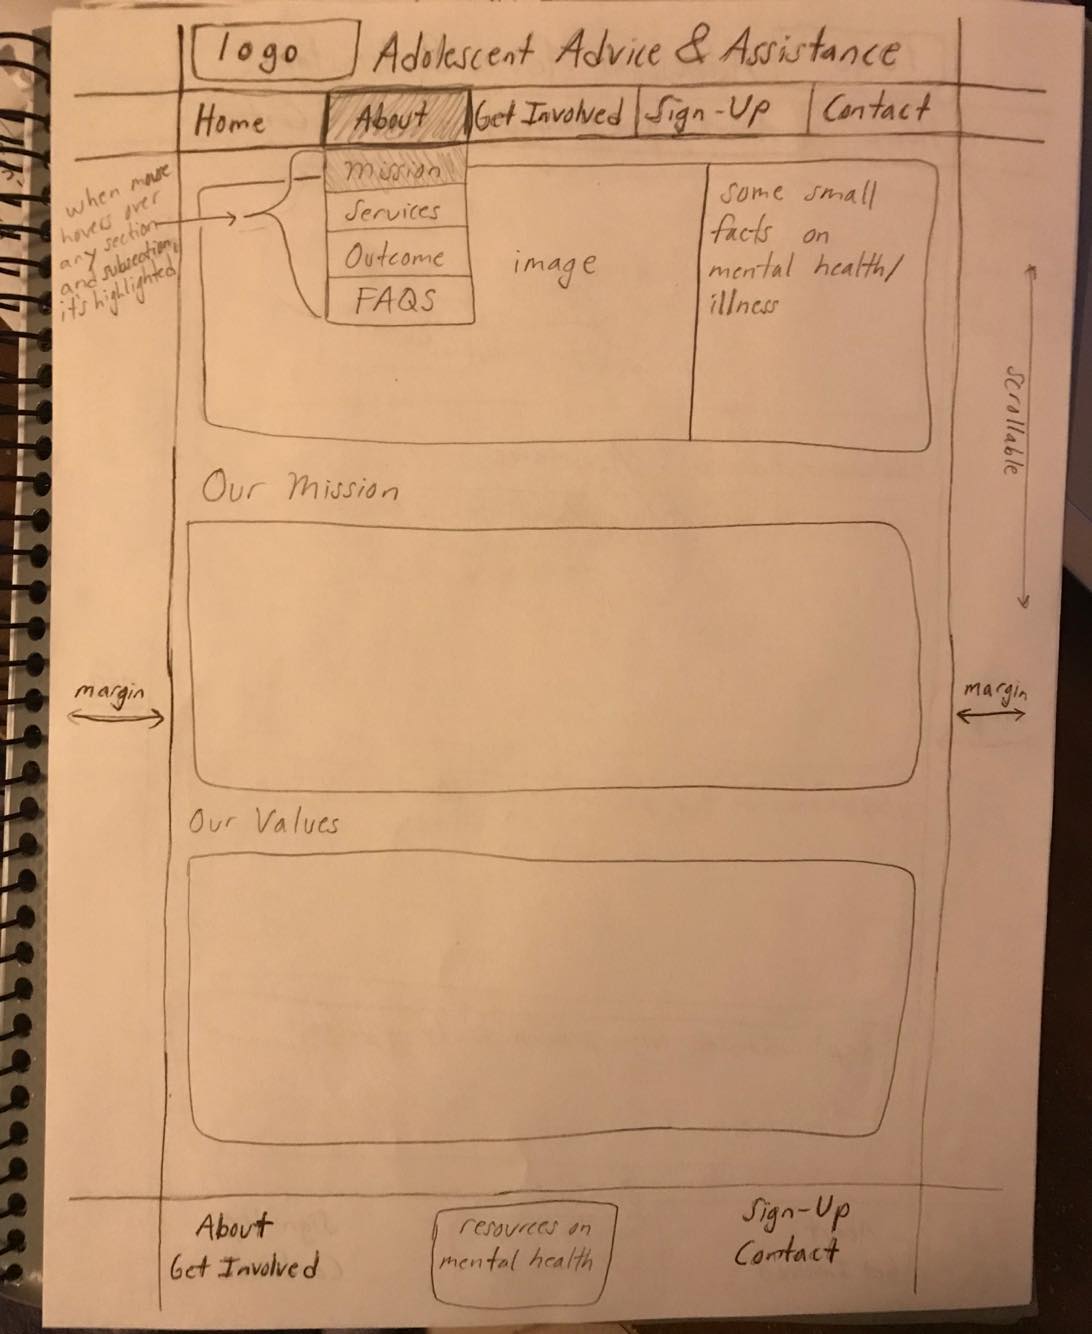 logo
Adolescent Advice & Assistance
Home
About
Get Involved
Sign-Up
Contact
when mouse
hovers over
any section
and subsection,
it's highlighted
Mission
Services
Outcome
FAQS
image
some small
facts on
mental health/
illness
scrollable
Our Mission
margin
margin
Our Values
About
Get Involved
resources on
mental health
Sign-Up
Contact